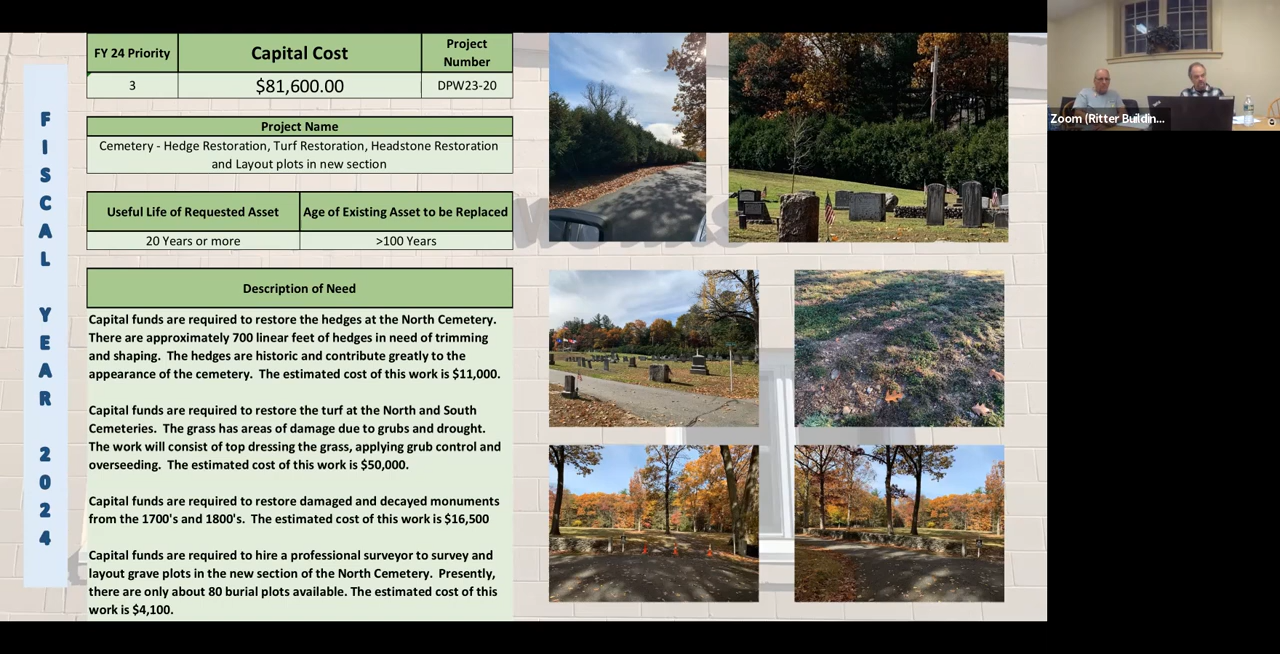 FISCAL YEAR 2024
FY 24 Priority
Capital Cost
Project
Number
3
$81,600.00
DPW23-20
Project Name
Cemetery - Hedge Restoration, Turf Restoration, Headstone Restoration
and Layout plots in new section
Useful Life of Requested Asset
Age of Existing Asset to be Replaced
20 Years or more
>100 Years
Description of Need
Capital funds are required to restore the hedges at the North Cemetery.
There are approximately 700 linear feet of hedges in need of trimming
and shaping. The hedges are historic and contribute greatly to the
appearance of the cemetery. The estimated cost of this work is $11,000.
Capital funds are required to restore the turf at the North and South
Cemeteries. The grass has areas of damage due to grubs and drought.
The work will consist of top dressing the grass, applying grub control and
overseeding. The estimated cost of this work is $50,000.
Capital funds are required to restore damaged and decayed monuments
from the 1700's and 1800's. The estimated cost of this work is $16,500
Capital funds are required to hire a professional surveyor to survey and
layout grave plots in the new section of the North Cemetery. Presently,
there are only about 80 burial plots available. The estimated cost of this
work is $4,100.
Zoom (Ritter Buildin...